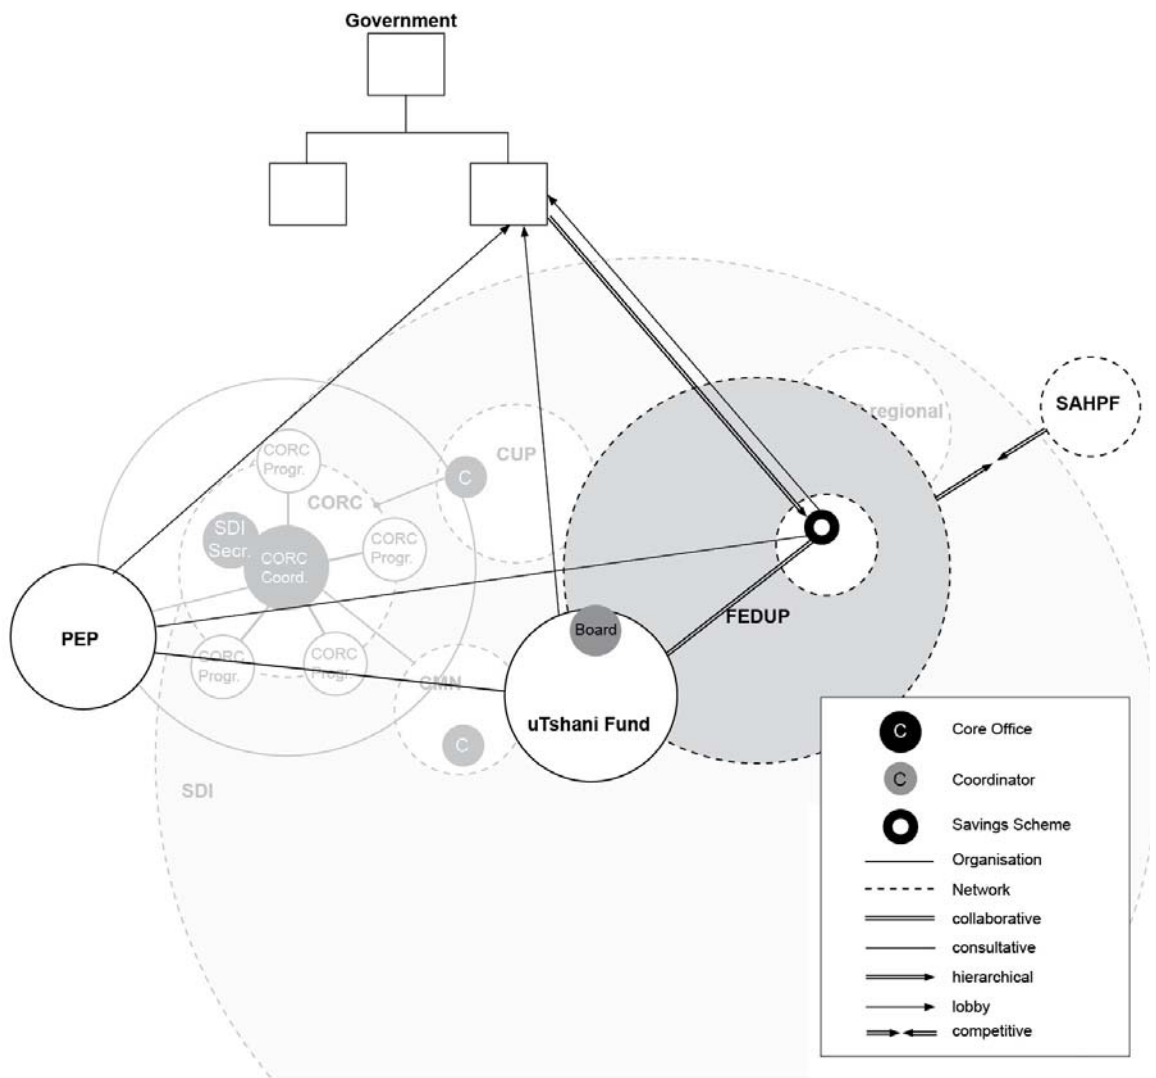 Government
regional
SAHPF
CUP
C
CORC
Progr.
CORC
SDI
Secr.
CORC
Coord.
CORC
Progr.
PEP
FEDUP
Board
CORC
Progr.
CORC
Progr.
CMN
uTshani Fund
C
SDI
C Core Office
C Coordinator
Savings Scheme
Organisation
Network
collaborative
consultative
hierarchical
lobby
competitive